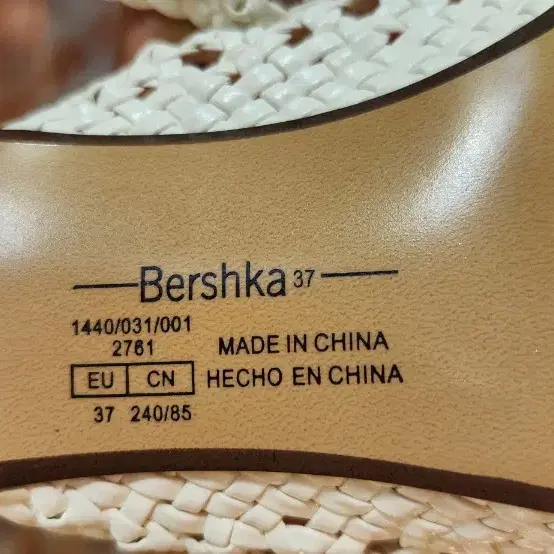 Bershka 37
1440/031/001
2761 MADE IN CHINA
EU CN HECHO EN CHINA
37 240/85